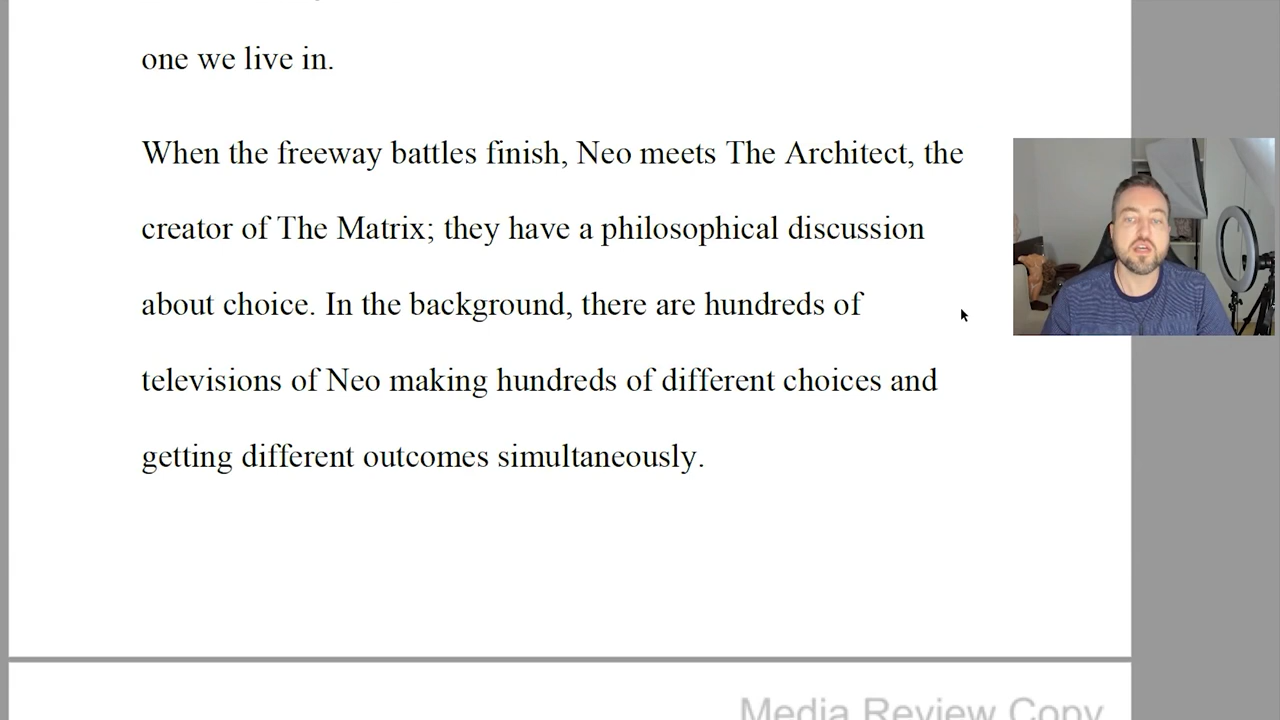 one we live in.
When the freeway battles finish, Neo meets The Architect, the
creator of The Matrix; they have a philosophical discussion
about choice. In the background, there are hundreds of
televisions of Neo making hundreds of different choices and
getting different outcomes simultaneously.
Media Review Copy